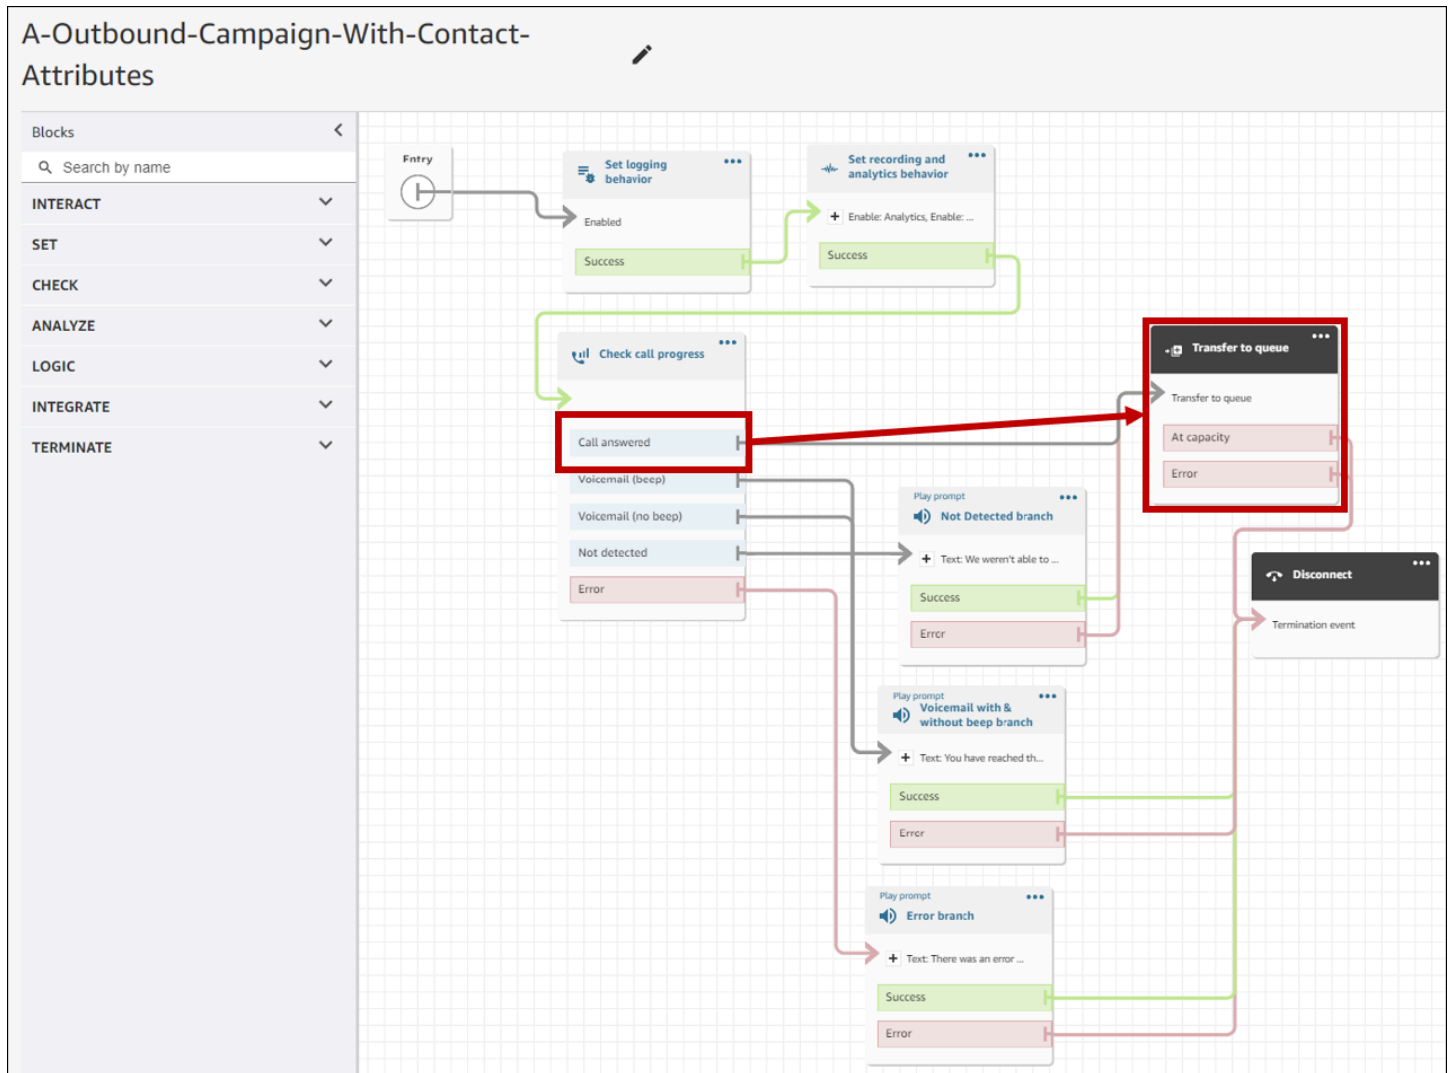 A-Outbound-Campaign-With-Contact-
Attributes
Blocks
Search by name
INTERACT
SET
CHECK
ANALYZE
LOGIC
INTEGRATE
TERMINATE
Entry
Set logging
behavior
Enabled
Success
Set recording and
analytics behavior
Enable: Analytics, Enable: ...
Success
Check call progress
Call answered
Voicemail (beep)
Voicemail (no beep)
Not detected
Error
Transfer to queue
Transfer to queue
At capacity
Error
Play prompt
Not Detected branch
Text: We weren't able to ...
Success
Error
Disconnect
Termination event
Play prompt
Voicemail with &
without beep branch
Text: You have reached th...
Success
Error
Play prompt
Error branch
Text: There was an error ...
Success
Error